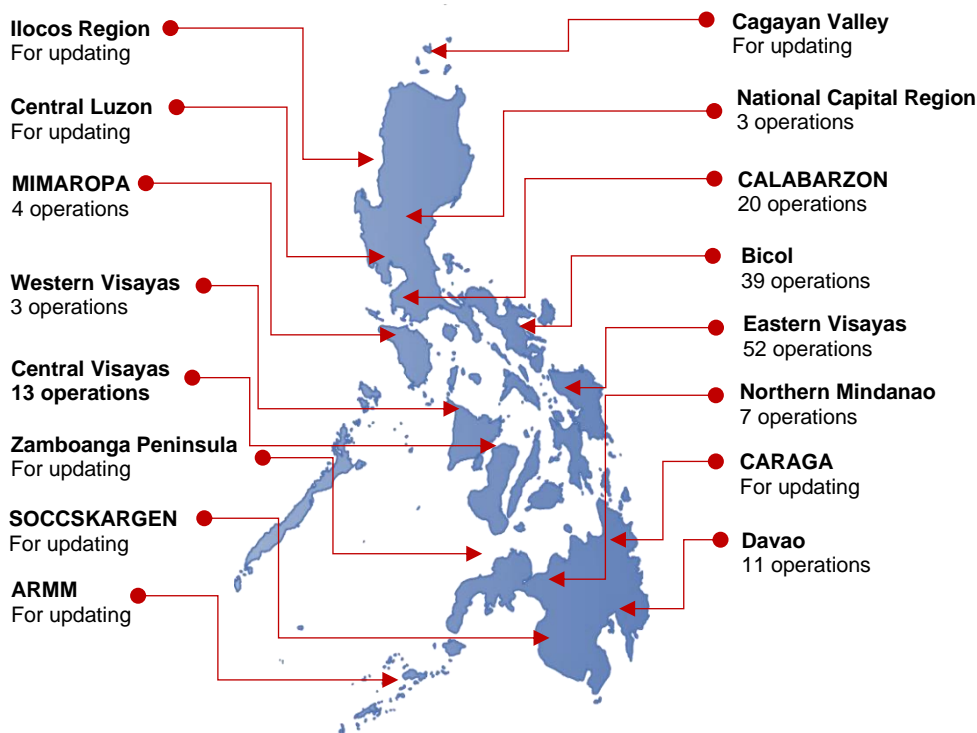 Ilocos Region
For updating
Central Luzon
For updating
MIMAROPA
4 operations
Western Visayas
3 operations
Central Visayas
13 operations
Zamboanga Peninsula
For updating
SOCCSKARGEN
For updating
ARMM
For updating
Cagayan Valley
For updating
National Capital Region
3 operations
CALABARZON
20 operations
Bicol
39 operations
Eastern Visayas
52 operations
Northern Mindanao
7 operations
CARAGA
For updating
Davao
11 operations